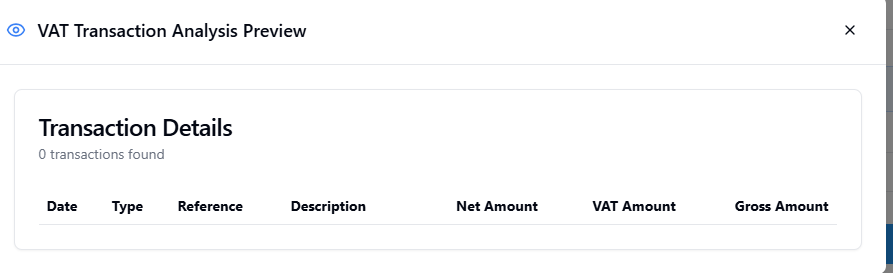 VAT Transaction Analysis Preview
Transaction Details
0 transactions found
Date Type Reference Description Net Amount VAT Amount Gross Amount